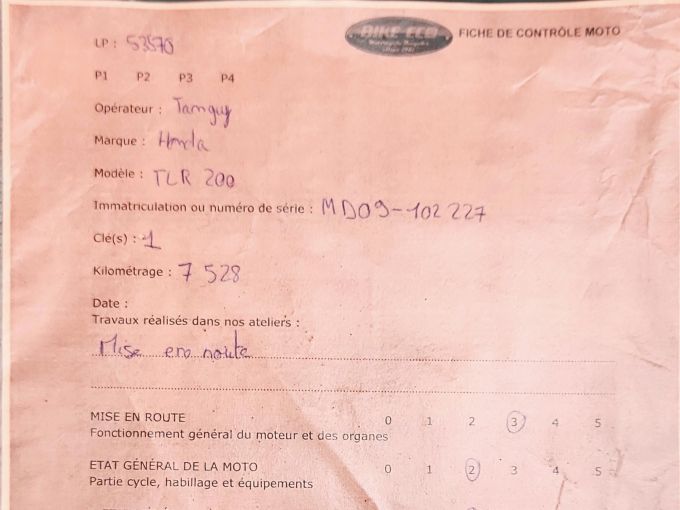 BIKE ECO
FICHE DE CONTRÔLE MOTO
LP : 53570
P1 P2 P3 P4
Opérateur : Tamguy
Marque : Honda
Modèle : TLR 200
Immatriculation ou numéro de série : MD09-102 227
Clé(s) : 1
Kilométrage : 7 528
Date :
Travaux réalisés dans nos ateliers :
Mise en route
MISE EN ROUTE 0 1 2 3 4 5
Fonctionnement général du moteur et des organes
ETAT GÉNÉRAL DE LA MOTO 0 1 2 3 4 5
Partie cycle, habillage et équipements